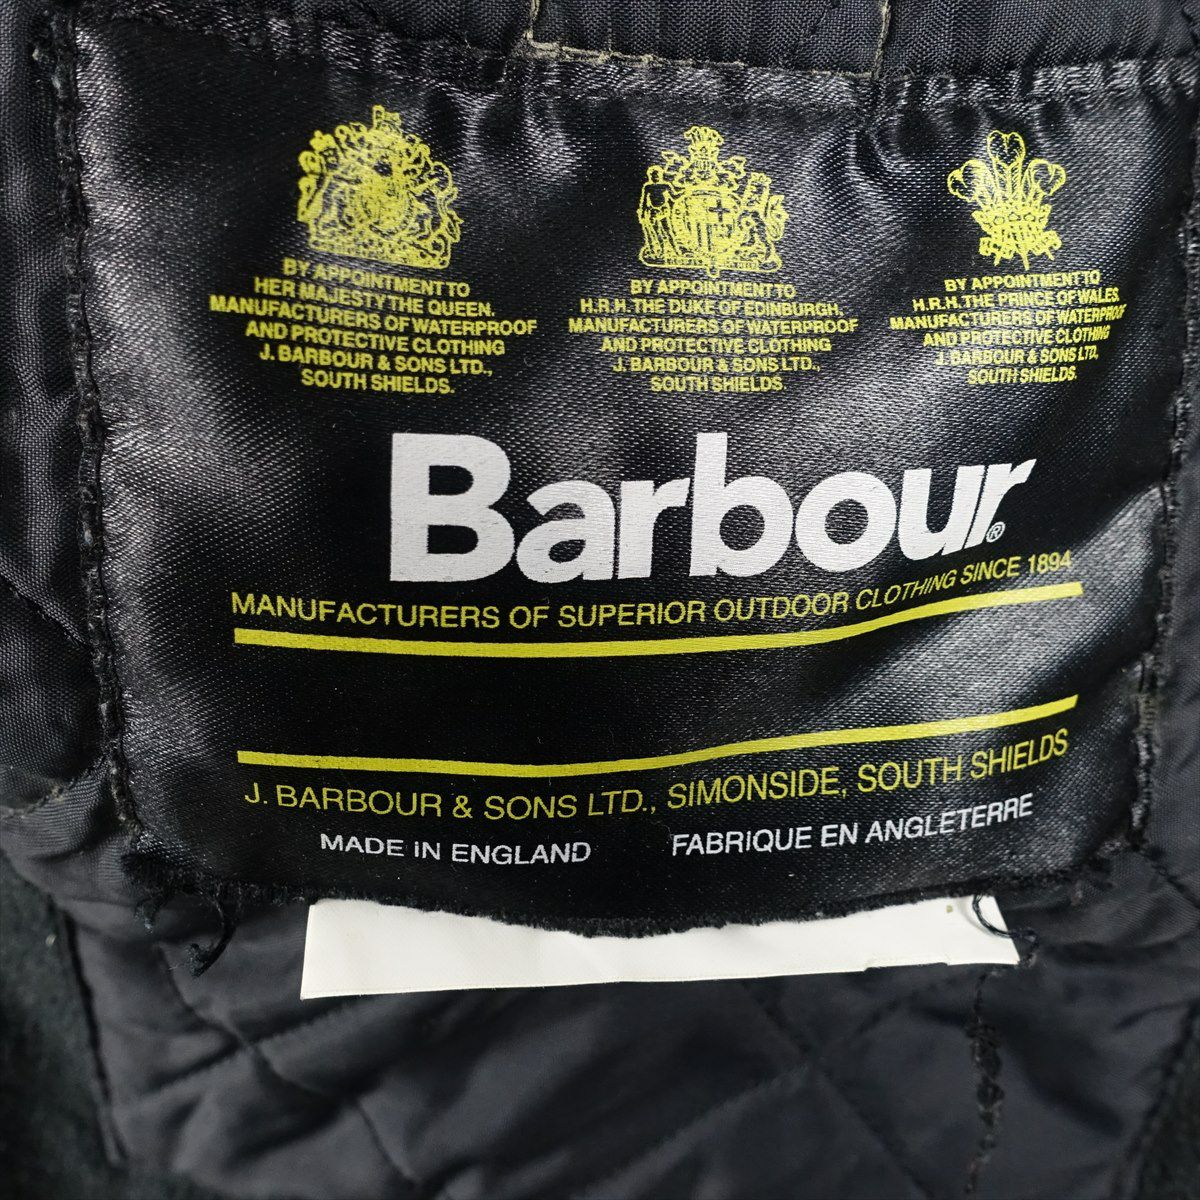 BY APPOINTMENT TO
HER MAJESTY THE QUEEN.
MANUFACTURERS OF WATERPROOF
AND PROTECTIVE CLOTHING
J. BARBOUR & SONS LTD.,
SOUTH SHIELDS.
BY APPOINTMENT TO
H.R.H. THE DUKE OF EDINBURGH.
MANUFACTURERS OF WATERPROOF
AND PROTECTIVE CLOTHING
J. BARBOUR & SONS LTD.,
SOUTH SHIELDS.
BY APPOINTMENT TO
H.R.H. THE PRINCE OF WALES.
MANUFACTURERS OF WATERPROOF
AND PROTECTIVE CLOTHING
J. BARBOUR & SONS LTD,
SOUTH SHIELDS.
Barbour®
MANUFACTURERS OF SUPERIOR OUTDOOR CLOTHING SINCE 1894
J. BARBOUR & SONS LTD., SIMONSIDE, SOUTH SHIELDS
MADE IN ENGLAND FABRIQUE EN ANGLETERRE